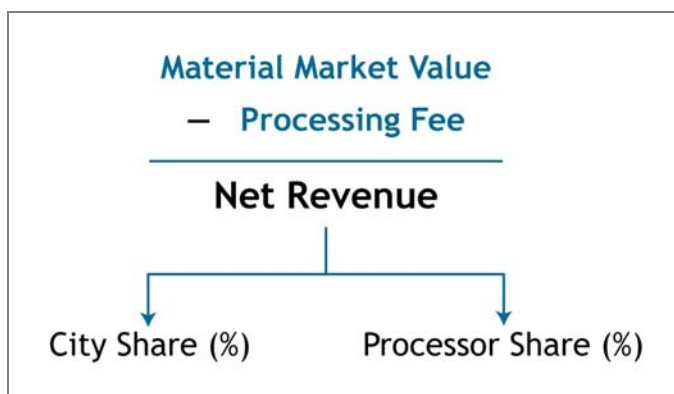 Material Market Value
– Processing Fee
Net Revenue
City Share (%)
Processor Share (%)